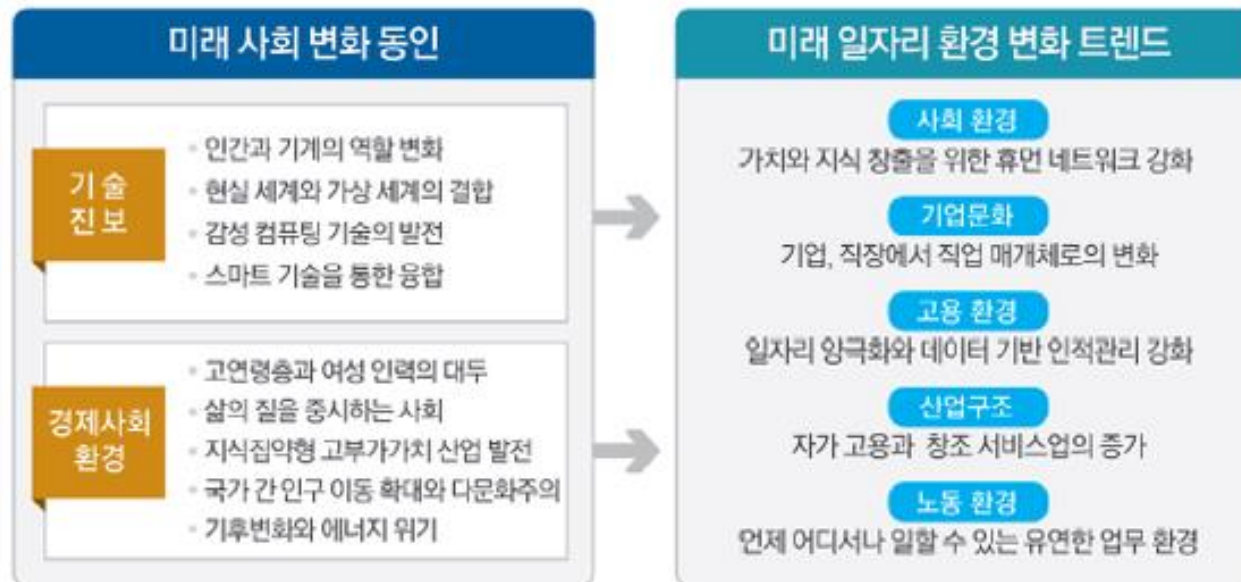 미래 사회 변화 동인
기술
진보
◦ 인간과 기계의 역할 변화
◦ 현실 세계와 가상 세계의 결합
◦ 감성 컴퓨팅 기술의 발전
◦ 스마트 기술을 통한 융합
경제사회
환경
◦ 고연령층과 여성 인력의 대두
◦ 삶의 질을 중시하는 사회
◦ 지식집약형 고부가가치 산업 발전
◦ 국가 간 인구 이동 확대와 다문화주의
◦ 기후변화와 에너지 위기
미래 일자리 환경 변화 트렌드
사회 환경
가치와 지식 창출을 위한 휴먼 네트워크 강화
기업문화
기업, 직장에서 직업 매개체로의 변화
고용 환경
일자리 양극화와 데이터 기반 인적관리 강화
산업구조
자가 고용과 창조 서비스업의 증가
노동 환경
언제 어디서나 일할 수 있는 유연한 업무 환경